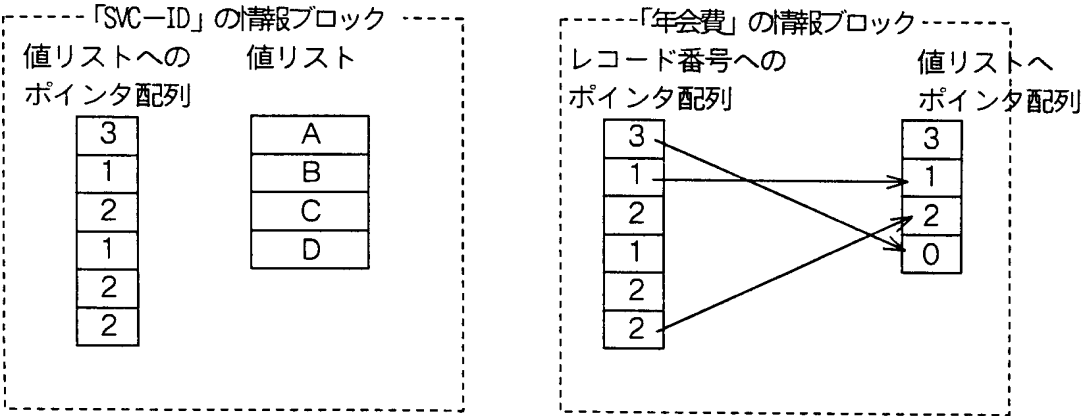 「SVC－ID」の情報ブロック
値リストへの
ポインタ配列
値リスト
3
1
2
1
2
2
A
B
C
D
「年会費」の情報ブロック
レコード番号への
ポインタ配列
値リストへ
ポインタ配列
3
1
2
1
2
2
3
1
2
0